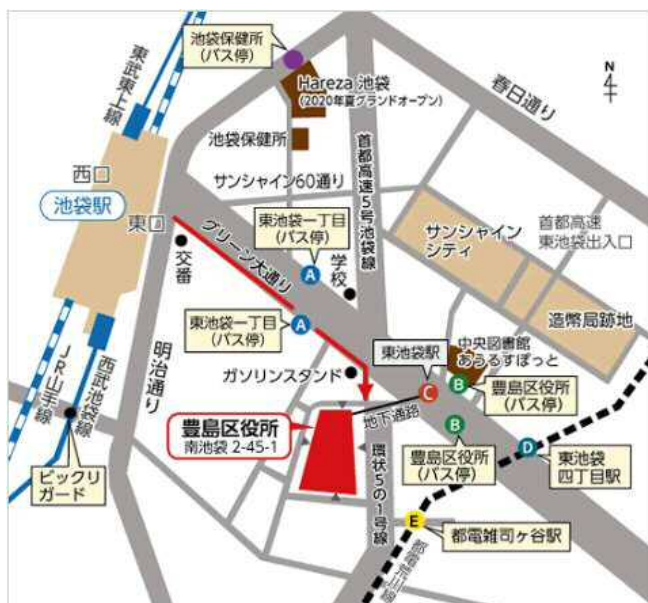 池袋保健所
(バス停)
東武東上線
Hareza 池袋
(2020年夏グランドオープン)
春日通り
N
4
池袋保健所
西口
池袋駅
東口
サンシャイン60通り
首都高速5号池袋線
グリーン大通り
東池袋一丁目
(バス停)
A
学校
交番
サンシャイン
シティ
首都高速
東池袋出入口
造幣局跡地
東池袋一丁目
(バス停)
A
明治通り
JR山手線
西武池袋線
ガソリンスタンド
東池袋駅
C
中央図書館
あうるすぽっと
B
豊島区役所
(バス停)
地下通路
豊島区役所
南池袋 2-45-1
B
豊島区役所
(バス停)
D
東池袋
四丁目駅
ビックリ
ガード
環状5の1号線
E
都電雑司ヶ谷駅
都電荒川線